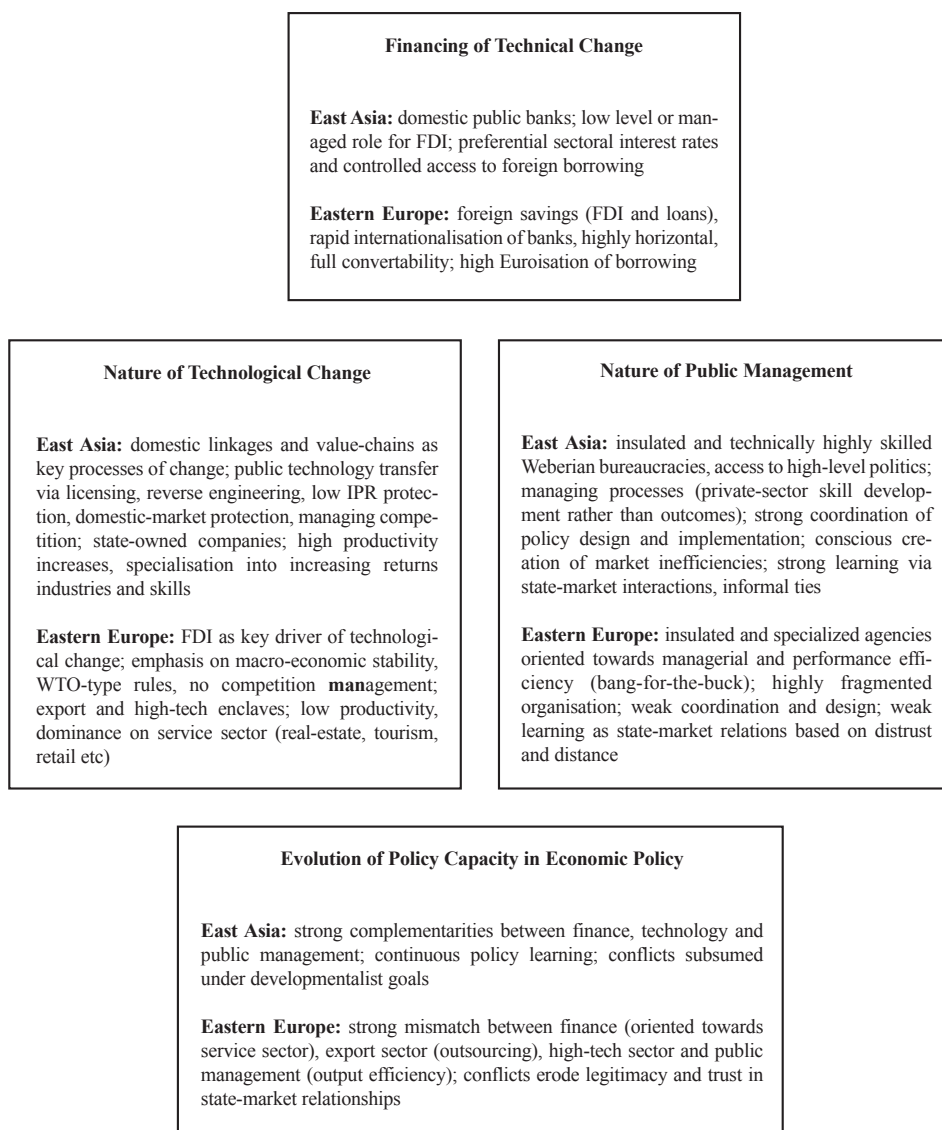 Financing of Technical Change
East Asia: domestic public banks; low level or man-
aged role for FDI; preferential sectoral interest rates
and controlled access to foreign borrowing
Eastern Europe: foreign savings (FDI and loans),
rapid internationalisation of banks, highly horizontal,
full convertability; high Euroisation of borrowing
Nature of Technological Change
East Asia: domestic linkages and value-chains as
key processes of change; public technology transfer
via licensing, reverse engineering, low IPR protec-
tion, domestic-market protection, managing compe-
tition; state-owned companies; high productivity
increases, specialisation into increasing returns
industries and skills
Eastern Europe: FDI as key driver of technologi-
cal change; emphasis on macro-economic stability,
WTO-type rules, no competition management;
export and high-tech enclaves; low productivity,
dominance on service sector (real-estate, tourism,
retail etc)
Nature of Public Management
East Asia: insulated and technically highly skilled
Weberian bureaucracies, access to high-level politics;
managing processes (private-sector skill develop-
ment rather than outcomes); strong coordination of
policy design and implementation; conscious cre-
ation of market inefficiencies; strong learning via
state-market interactions, informal ties
Eastern Europe: insulated and specialized agencies
oriented towards managerial and performance effi-
ciency (bang-for-the-buck); highly fragmented
organisation; weak coordination and design; weak
learning as state-market relations based on distrust
and distance
Evolution of Policy Capacity in Economic Policy
East Asia: strong complementarities between finance, technology and
public management; continuous policy learning; conflicts subsumed
under developmentalist goals
Eastern Europe: strong mismatch between finance (oriented towards
service sector), export sector (outsourcing), high-tech sector and public
management (output efficiency); conflicts erode legitimacy and trust in
state-market relationships